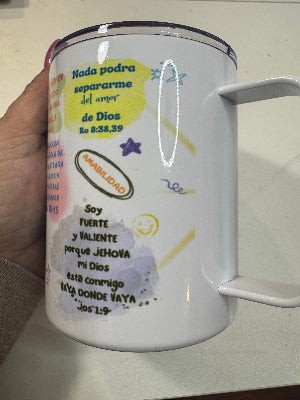 Nada podra
separarme
del amor
de Dios
Ro 8:38,39
AMABILIDAD
Soy
FUERTE
y VALIENTE
porque JEHOVA
mi Dios
está conmigo
VAYA DONDE VAYA
Jos 1:9